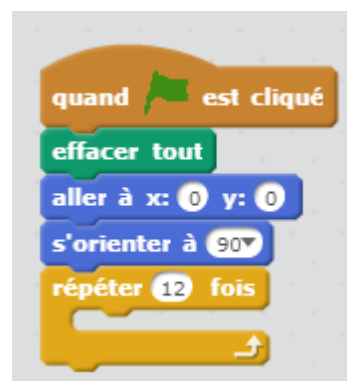 quand est cliqué
effacer tout
aller à x: 0 y: 0
s'orienter à 90
répéter 12 fois